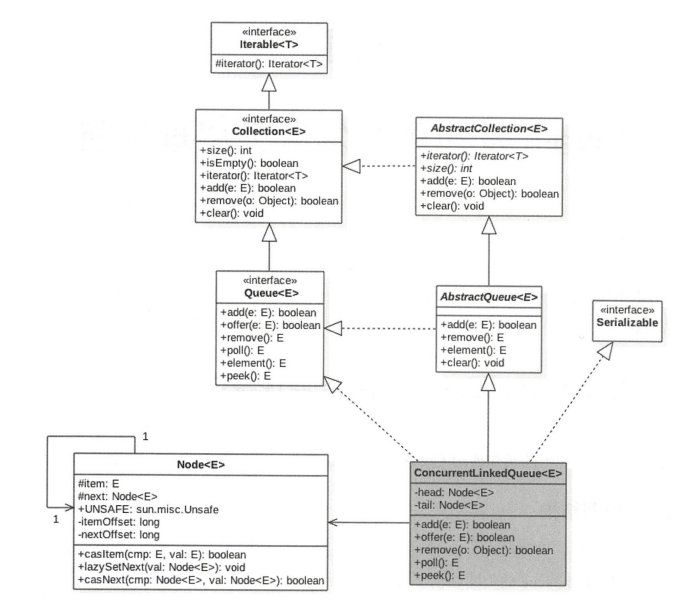 «interface»
Iterable<T>
#iterator(): Iterator<T>
«interface»
Collection<E>
+size(): int
+isEmpty(): boolean
+iterator(): Iterator<T>
+add(e: E): boolean
+remove(o: Object): boolean
+clear(): void
AbstractCollection<E>
+iterator(): Iterator<T>
+size(): int
+add(e: E): boolean
+remove(o: Object): boolean
+clear(): void
«interface»
Queue<E>
+add(e: E): boolean
+offer(e: E): boolean
+remove(): E
+poll(): E
+element(): E
+peek(): E
AbstractQueue<E>
+add(e: E): boolean
+remove(): E
+element(): E
+clear(): void
«interface»
Serializable
1
1
Node<E>
#item: E
#next: Node<E>
+UNSAFE: sun.misc.Unsafe
-itemOffset: long
-nextOffset: long
+casItem(cmp: E, val: E): boolean
+lazySetNext(val: Node<E>): void
+casNext(cmp: Node<E>, val: Node<E>): boolean
ConcurrentLinkedQueue<E>
-head: Node<E>
-tail: Node<E>
+add(e: E): boolean
+offer(e: E): boolean
+remove(o: Object): boolean
+poll(): E
+peek(): E